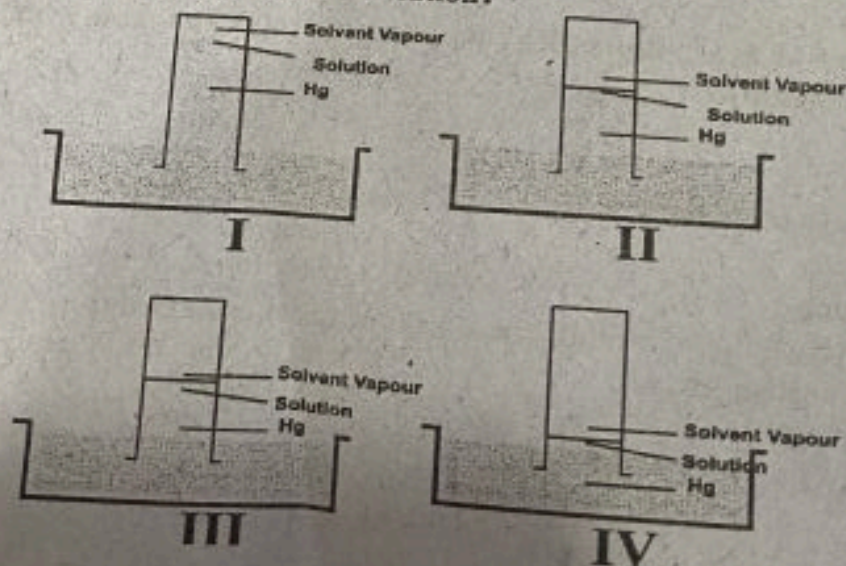 Solvent Vapour
Solution
Hg
I
Solvent Vapour
Solution
Hg
II
Solvent Vapour
Solution
Hg
III
Solvent Vapour
Solution
Hg
IV